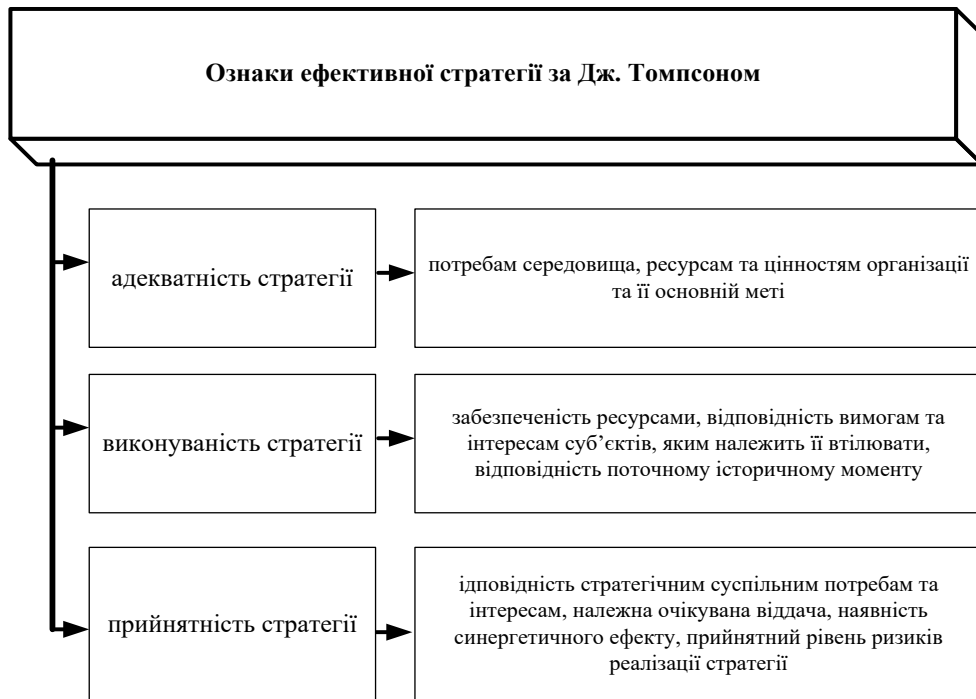 Ознаки ефективної стратегії за Дж. Томпсоном
адекватність стратегії
потребам середовища, ресурсам та цінностям організації
та її основній меті
виконуваність стратегії
забезпеченість ресурсами, відповідність вимогам та
інтересам суб’єктів, яким належить її втілювати,
відповідність поточному історичному моменту
прийнятність стратегії
ідповідність стратегічним суспільним потребам та
інтересам, належна очікувана віддача, наявність
синергетичного ефекту, прийнятний рівень ризиків
реалізації стратегії